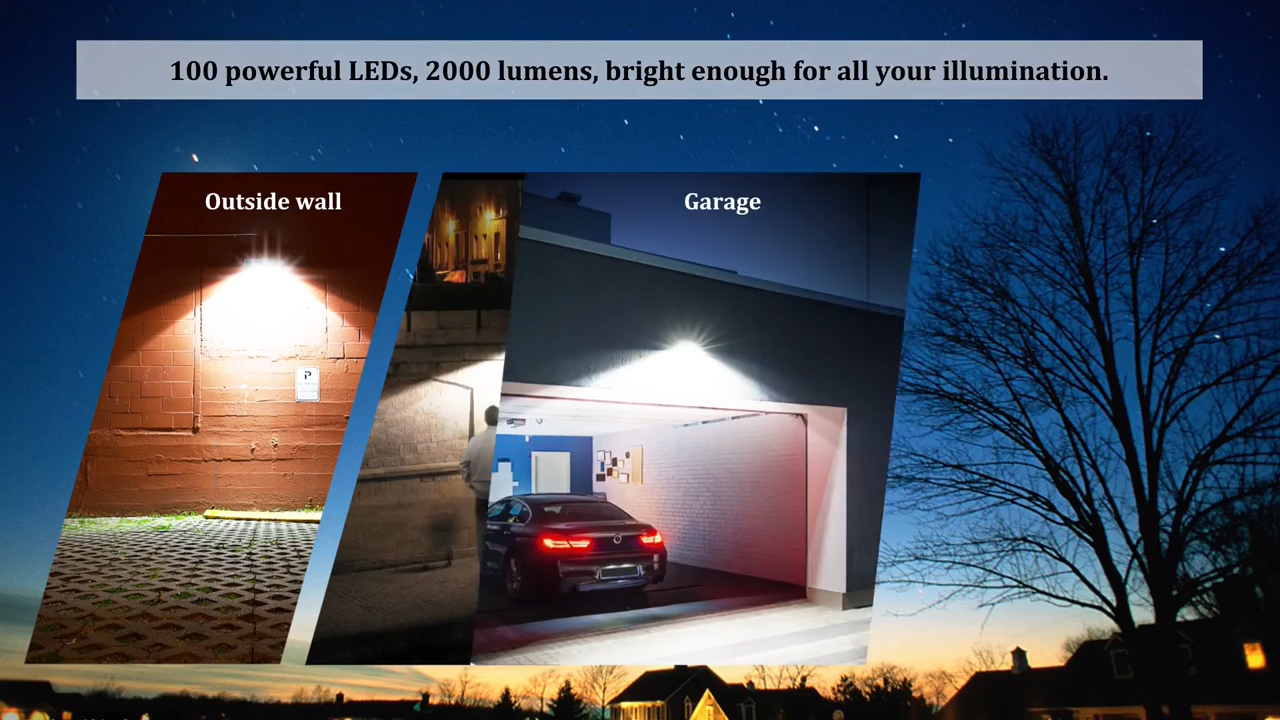 100 powerful LEDs, 2000 lumens, bright enough for all your illumination.
Outside wall
Garage
P